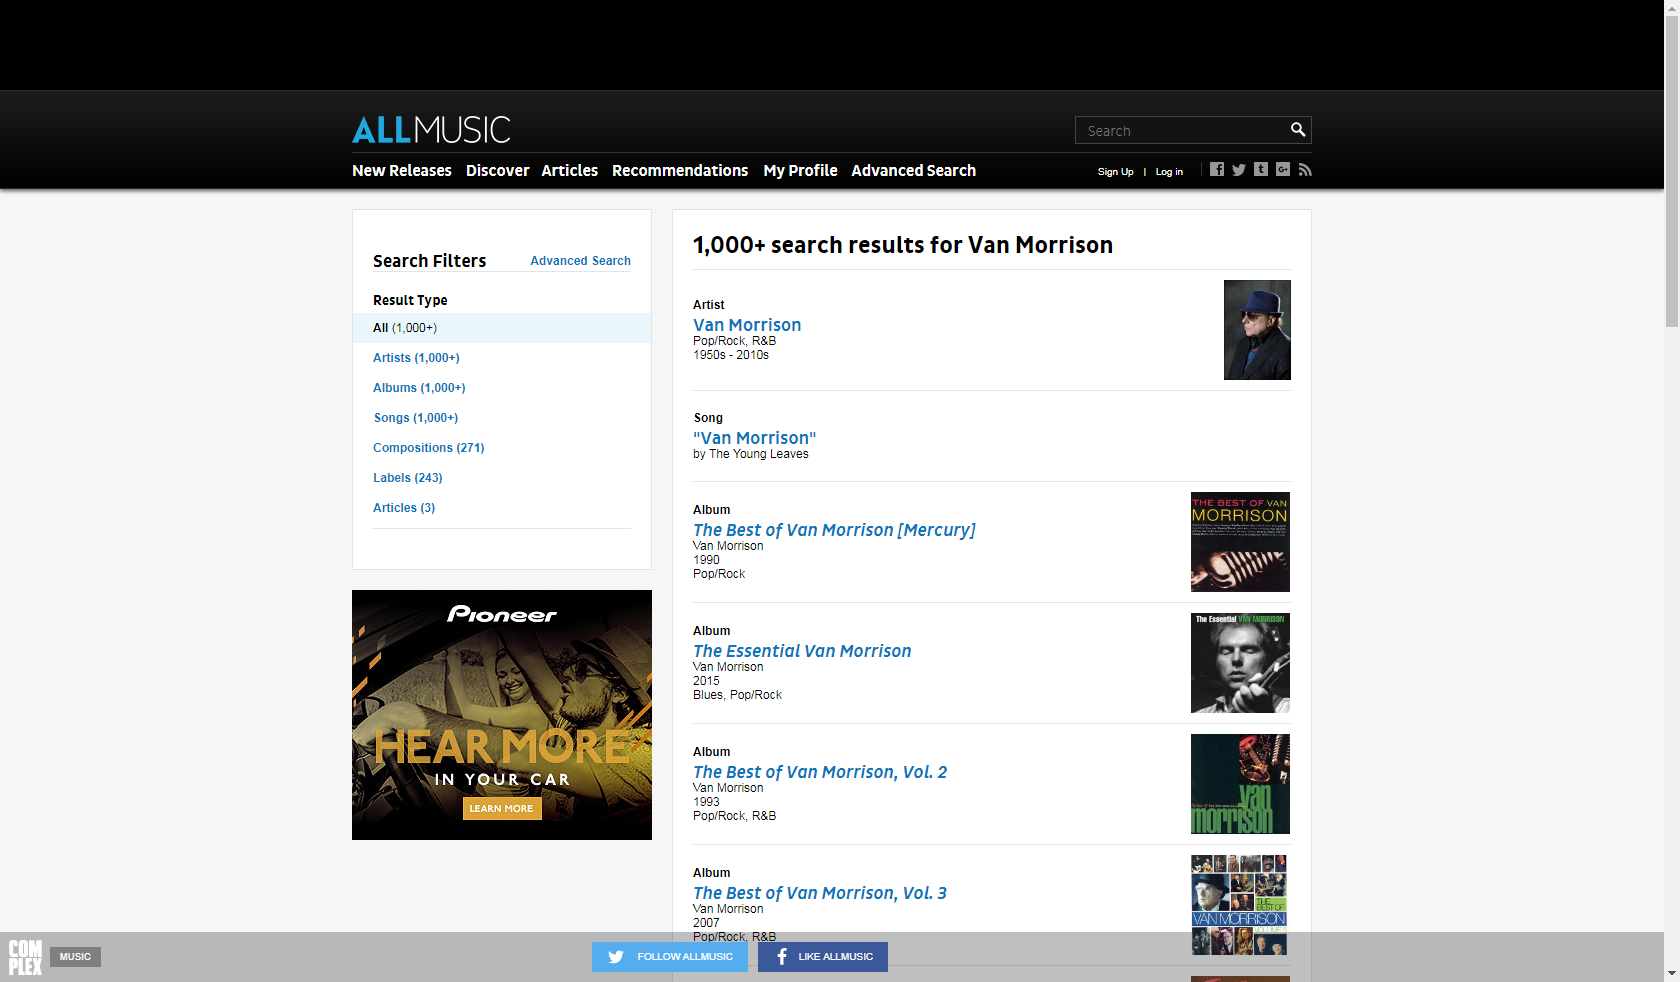 ALLMUSIC
Search
New Releases Discover Articles Recommendations My Profile Advanced Search
Sign Up | Log in
Search Filters
Advanced Search
Result Type
All (1,000+)
Artists (1,000+)
Albums (1,000+)
Songs (1,000+)
Compositions (271)
Labels (243)
Articles (3)
Pioneer
HEAR MORE
IN YOUR CAR
LEARN MORE
1,000+ search results for Van Morrison
Artist
Van Morrison
Pop/Rock, R&B
1950s - 2010s
Song
"Van Morrison"
by The Young Leaves
Album
The Best of Van Morrison [Mercury]
Van Morrison
1990
Pop/Rock
THE BEST OF VAN
MORRISON
Album
The Essential Van Morrison
Van Morrison
2015
Blues, Pop/Rock
The Essential VAN MORRISON
Album
The Best of Van Morrison, Vol. 2
Van Morrison
1993
Pop/Rock, R&B
van
morrison
Album
The Best of Van Morrison, Vol. 3
Van Morrison
2007
Pop/Rock, R&B
THE
BEST OF
VAN MORRISON
COMPLEX
MUSIC
FOLLOW ALLMUSIC
LIKE ALLMUSIC